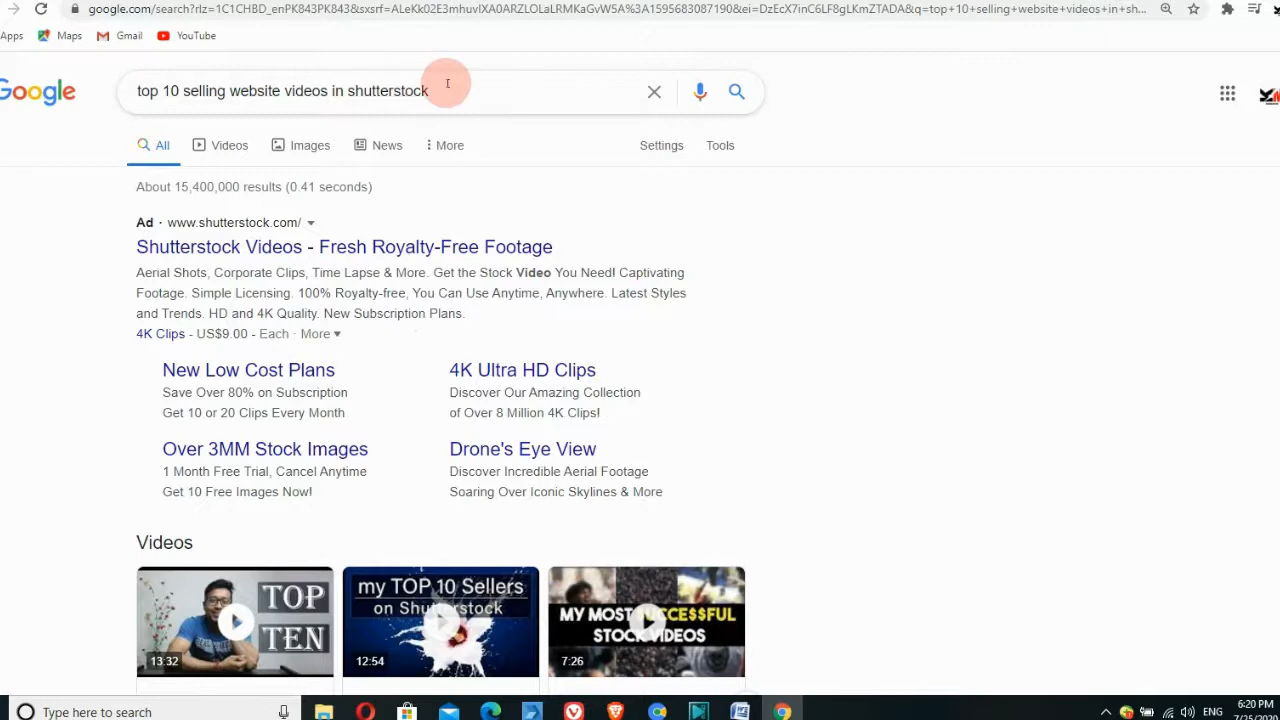 google.com/search?rlz=1C1CHBD_enPK843PK843&sxsrf=ALeKk02E3mhuvIXA0ARZLOLaLRMKaGvW5A%3A1595683087190&ei=DzEcX7inC6LF8gLKmZTADA&q=top+10+selling+website+videos+in+sh...
Apps Maps Gmail YouTube
Google
top 10 selling website videos in shutterstock
All Videos Images News More Settings Tools
About 15,400,000 results (0.41 seconds)
Ad · www.shutterstock.com/
Shutterstock Videos - Fresh Royalty-Free Footage
Aerial Shots, Corporate Clips, Time Lapse & More. Get the Stock Video You Need! Captivating
Footage. Simple Licensing. 100% Royalty-free, You Can Use Anytime, Anywhere. Latest Styles
and Trends. HD and 4K Quality. New Subscription Plans.
4K Clips - US$9.00 - Each · More
New Low Cost Plans
Save Over 80% on Subscription
Get 10 or 20 Clips Every Month
4K Ultra HD Clips
Discover Our Amazing Collection
of Over 8 Million 4K Clips!
Over 3MM Stock Images
1 Month Free Trial, Cancel Anytime
Get 10 Free Images Now!
Drone's Eye View
Discover Incredible Aerial Footage
Soaring Over Iconic Skylines & More
Videos
TOP
TEN
13:32
my TOP 10 Sellers
on Shutterstock
12:54
MY MOST SUCCE$$FUL
STOCK VIDEOS
7:26
Type here to search
ENG
6:20 PM
7/25/2020